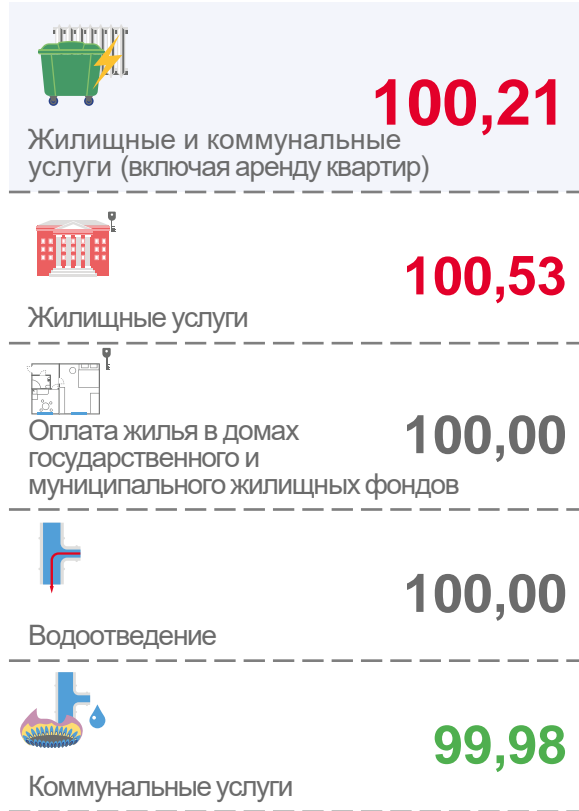 100,21
Жилищные и коммунальные
услуги (включая аренду квартир)
100,53
Жилищные услуги
100,00
Оплата жилья в домах
государственного и
муниципального жилищных фондов
100,00
Водоотведение
99,98
Коммунальные услуги